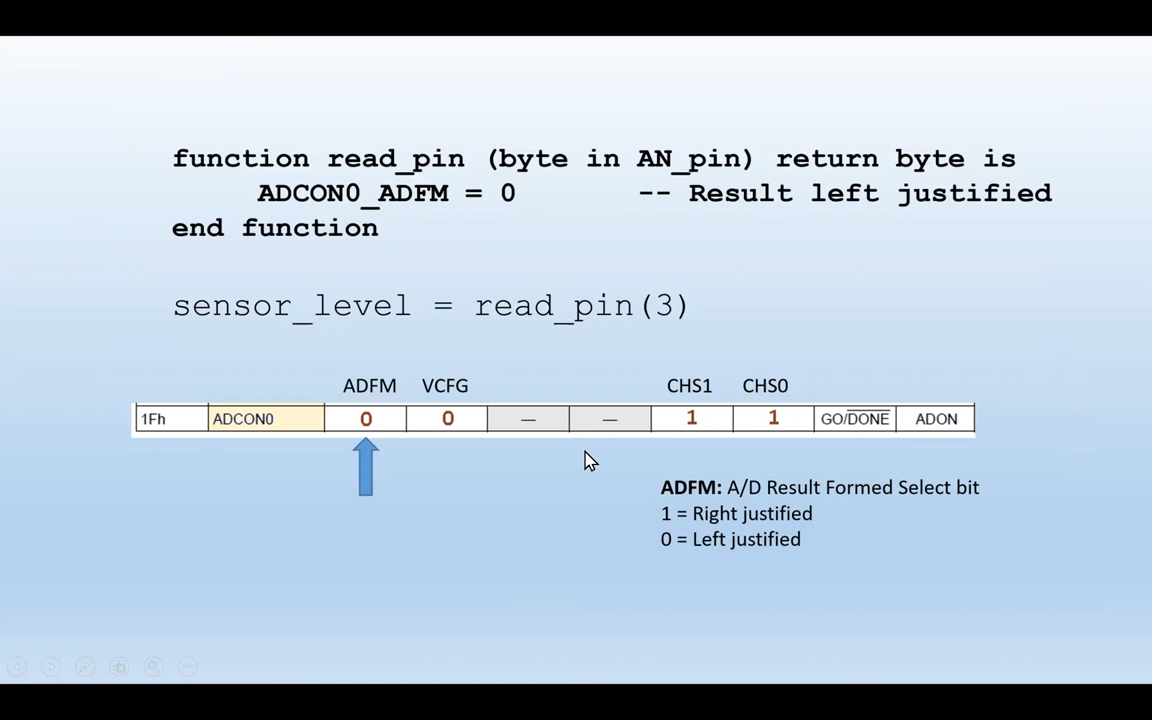 function read_pin (byte in AN_pin) return byte is
ADCON0_ADFM = 0 -- Result left justified
end function
sensor_level = read_pin(3)
ADFM VCFG CHS1 CHS0
1Fh ADCON0 0 0 — — 1 1 GO/DONE ADON
ADFM: A/D Result Formed Select bit
1 = Right justified
0 = Left justified